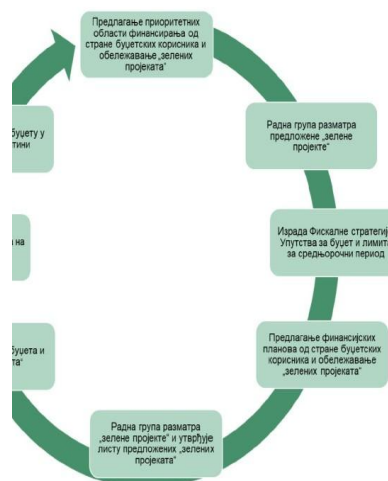 Предлагање приоритетних
области финансирања од
стране буџетских корисника и
обележавање „зелених
пројеката“
Радна група разматра
предложене „зелене
пројекте“
Израда Фискалне стратегиј
Упутства за буџет и лимита
за средњорочни период
Предлагање финансијских
планова од стране буџетских
корисника и обележавање
„зелених пројеката“
Радна група разматра
„зелене пројекте“ и утврђује
листу предложених „зелених
пројеката“
буџета и
та“
а на
буџету у
тини